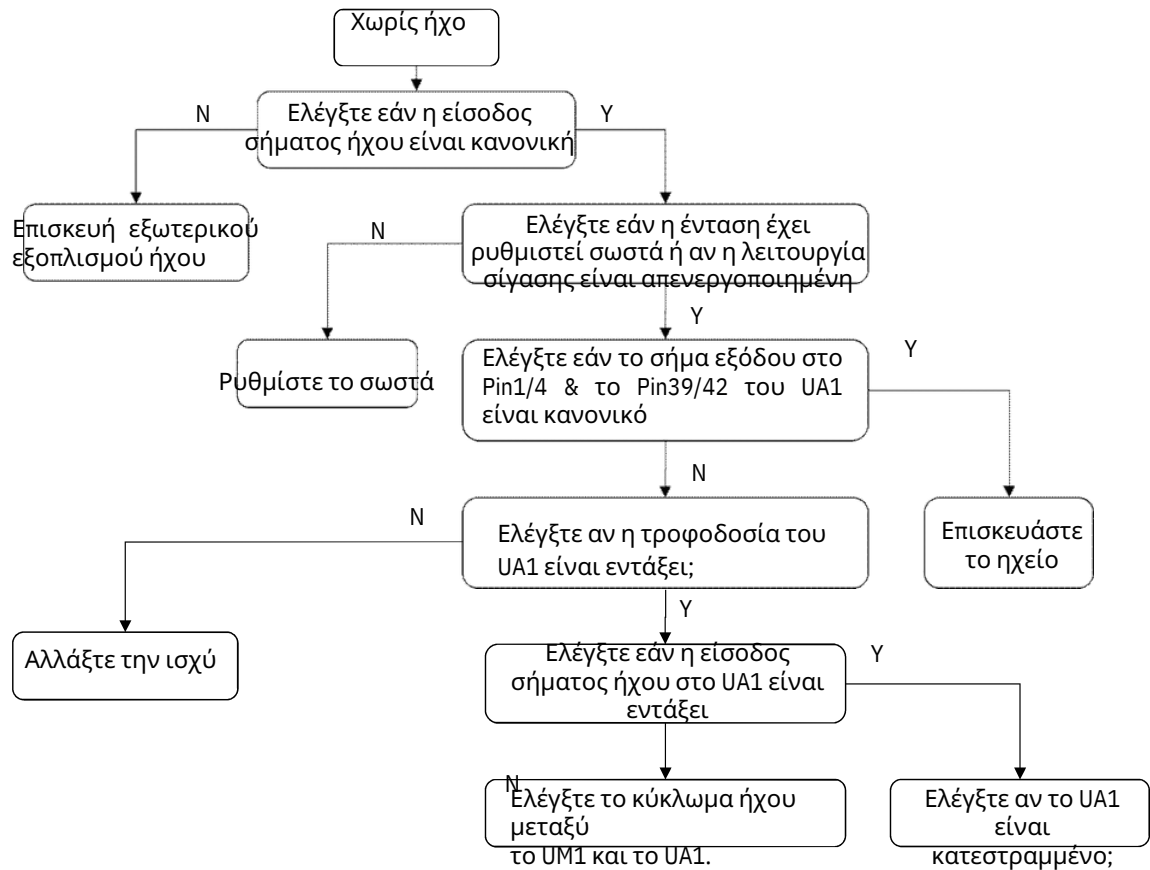 Χωρίς ήχο
N
Ελέγξτε εάν η είσοδος
σήματος ήχου είναι κανονική
Y
Επισκευή εξωτερικού
εξοπλισμού ήχου
N
Ελέγξτε εάν η ένταση έχει
ρυθμιστεί σωστά ή αν η λειτουργία
σίγασης είναι απενεργοποιημένη
Y
Ρυθμίστε το σωστά
Ελέγξτε εάν το σήμα εξόδου στο
Pin1/4 & το Pin39/42 του UA1
είναι κανονικό
Y
N
N
Ελέγξτε αν η τροφοδοσία του
UA1 είναι εντάξει;
Επισκευάστε
το ηχείο
Y
Αλλάξτε την ισχύ
Ελέγξτε εάν η είσοδος
σήματος ήχου στο UA1 είναι
εντάξει
Y
N
Ελέγξτε το κύκλωμα ήχου
μεταξύ
το UM1 και το UA1.
Ελέγξτε αν το UA1
είναι
κατεστραμμένο;